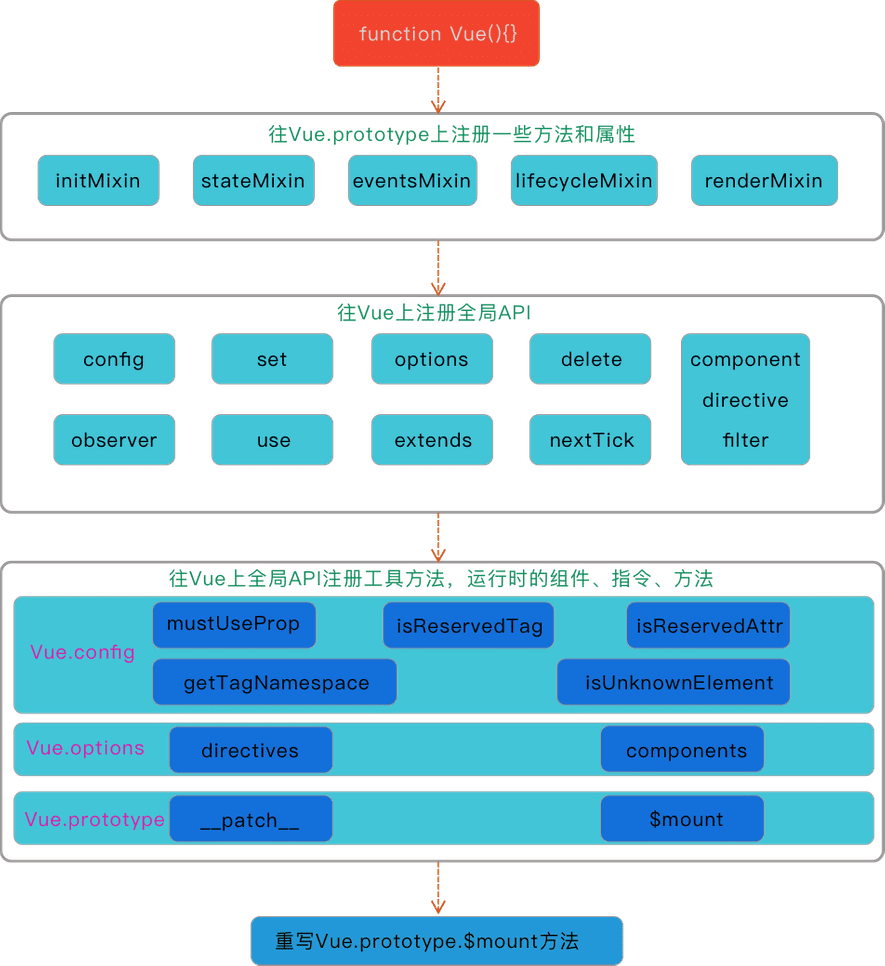 function Vue(){}
往Vue.prototype上注册一些方法和属性
initMixin stateMixin eventsMixin lifecycleMixin renderMixin
往Vue上注册全局API
config set options delete component
directive
observer use extends nextTick filter
往Vue上全局API注册工具方法，运行时的组件、指令、方法
mustUseProp isReservedTag isReservedAttr
Vue.config
getTagNamespace isUnknownElement
Vue.options directives components
Vue.prototype __patch__ $mount
重写Vue.prototype.$mount方法